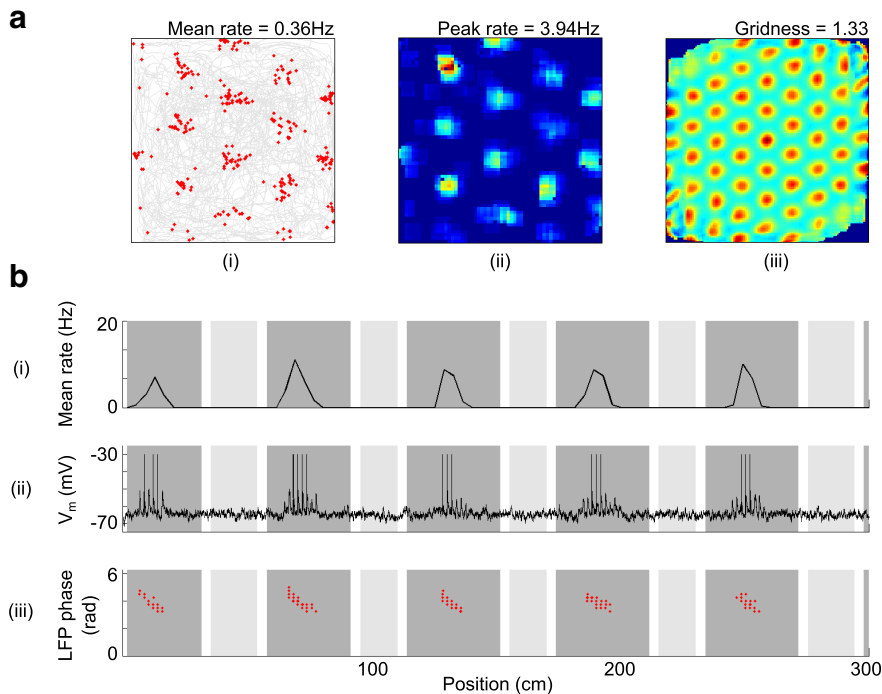 a
Mean rate = 0.36Hz
Peak rate = 3.94Hz
Gridness = 1.33
(i)
(ii)
(iii)
b
(i)
Mean rate (Hz)
20
0
(ii)
Vm (mV)
-30
-70
(iii)
LFP phase
(rad)
6
0
100
200
300
Position (cm)